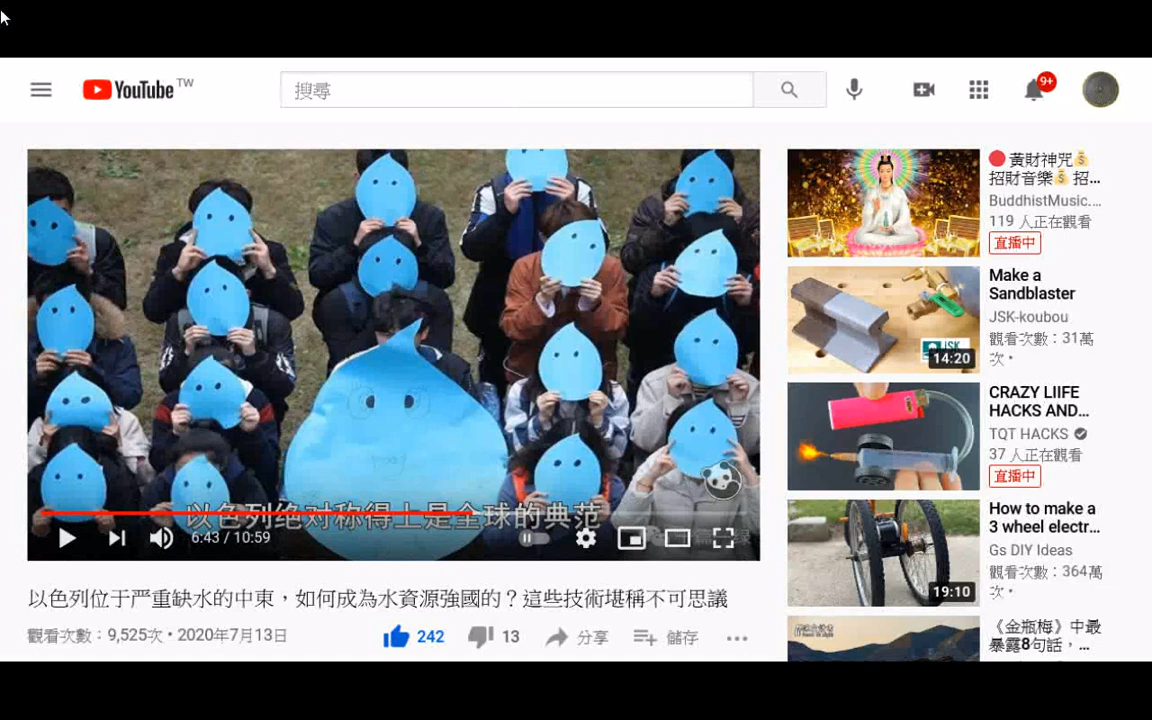 YouTube TW
搜尋
9+
以色列绝对称得上是全球的典范
6:43 / 10:59
以色列位于严重缺水的中東，如何成為水資源強國的？這些技術堪稱不可思議
觀看次數：9,525次 • 2020年7月13日
242
13
分享
儲存
黃財神咒
招財音樂 招...
BuddhistMusic....
119 人正在觀看
直播中
Make a
Sandblaster
JSK-koubou
觀看次數：31萬
次 •
JSK
14:20
CRAZY LIIFE
HACKS AND...
TQT HACKS
37 人正在觀看
直播中
How to make a
3 wheel electr...
Gs DIY Ideas
觀看次數：364萬
次 •
19:10
《金瓶梅》中最
暴露8句話，...